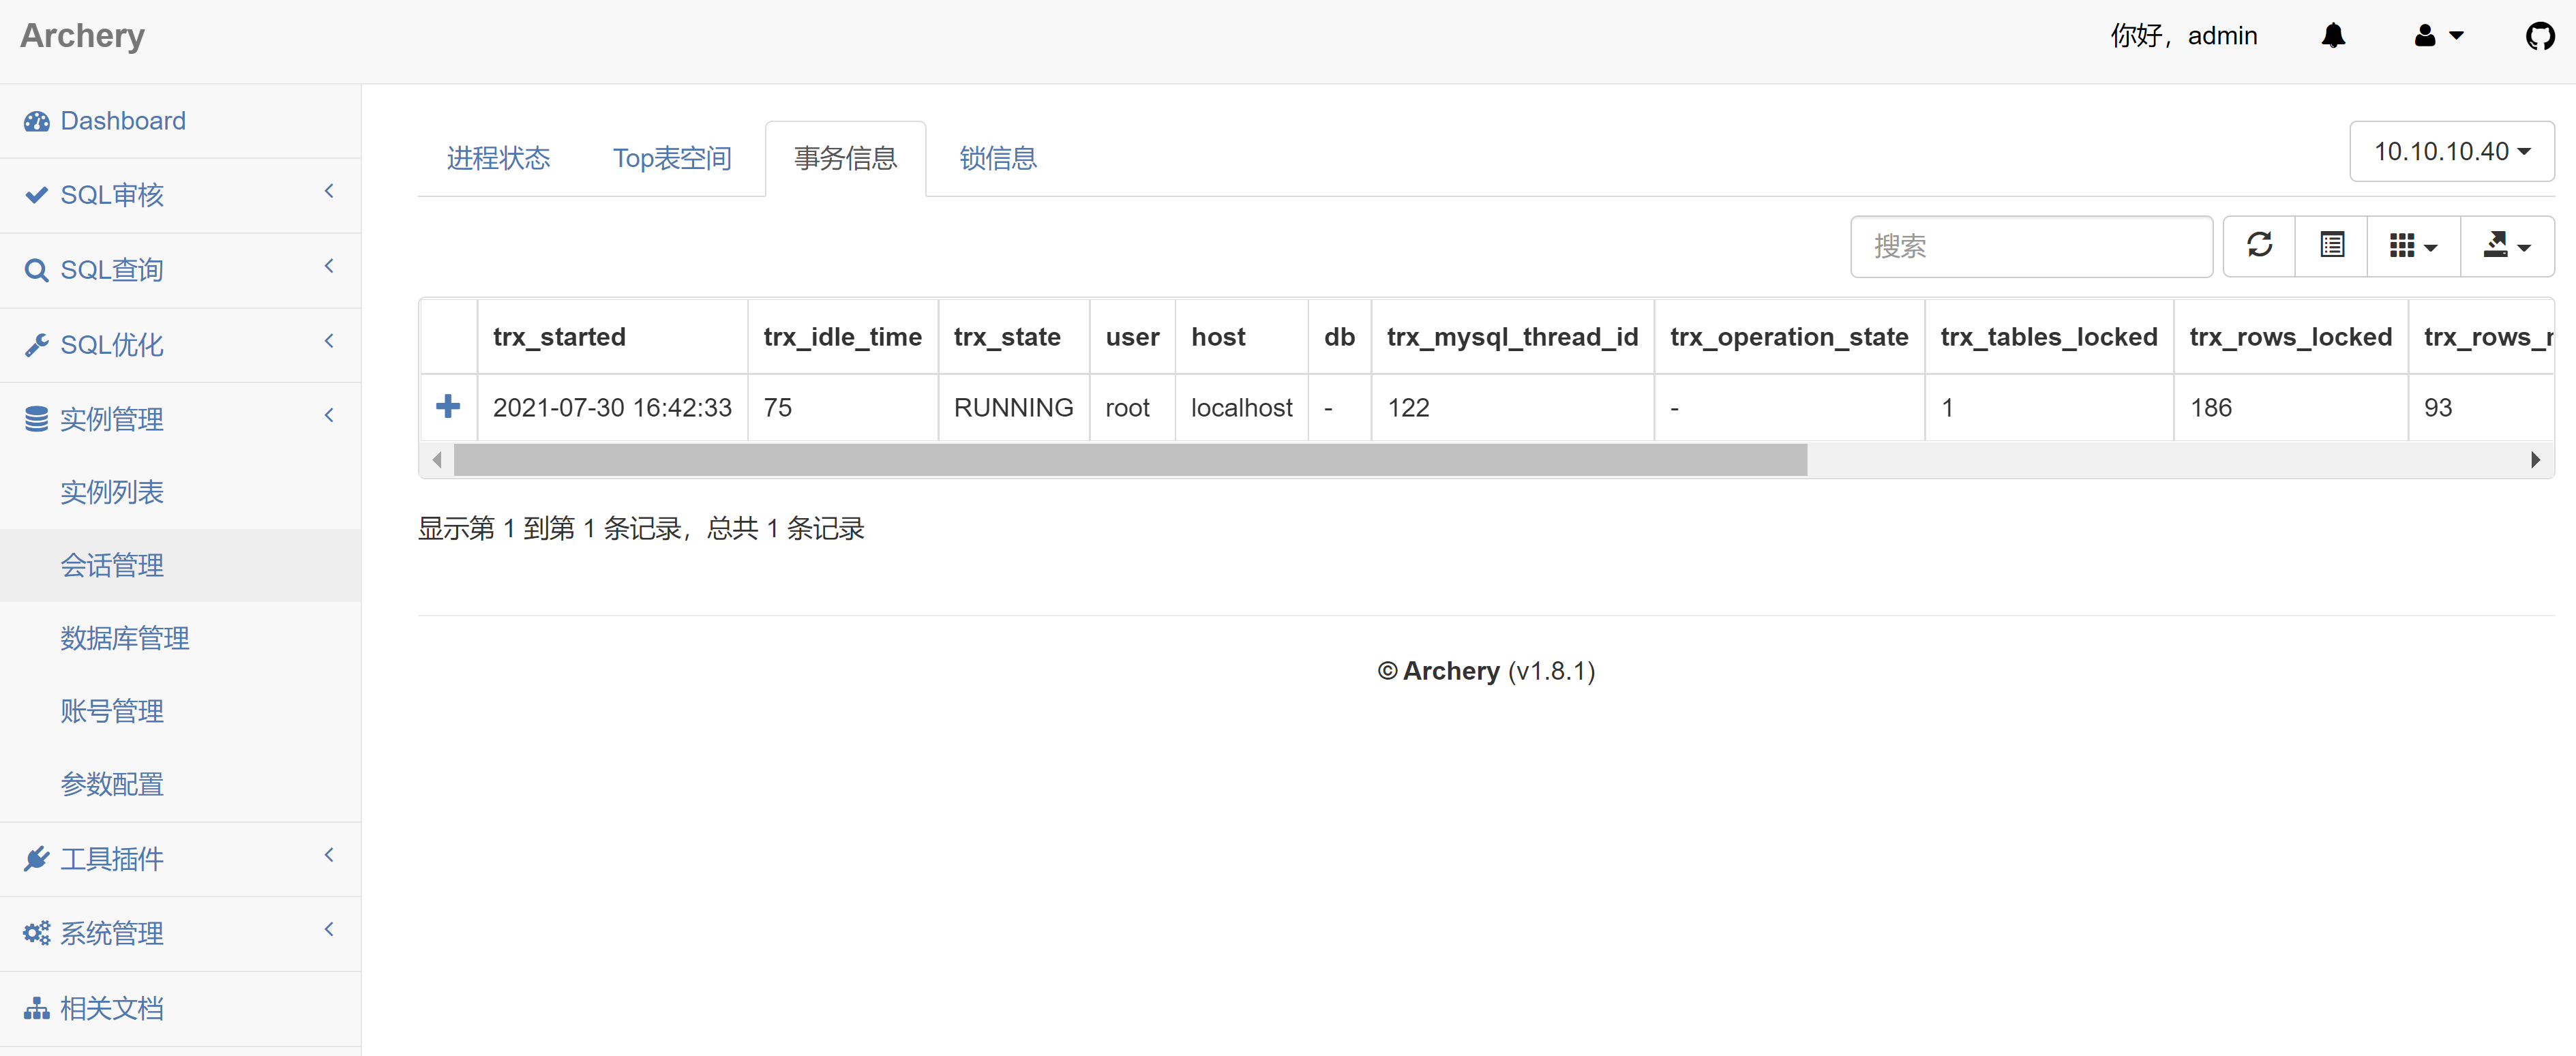 Archery
你好，admin
Dashboard
SQL审核
SQL查询
SQL优化
实例管理
实例列表
会话管理
数据库管理
账号管理
参数配置
工具插件
系统管理
相关文档
进程状态 Top表空间 事务信息 锁信息
10.10.10.40
搜索
trx_started trx_idle_time trx_state user host db trx_mysql_thread_id trx_operation_state trx_tables_locked trx_rows_locked trx_rows_
2021-07-30 16:42:33 75 RUNNING root localhost - 122 - 1 186 93
显示第 1 到第 1 条记录，总共 1 条记录
© Archery (v1.8.1)